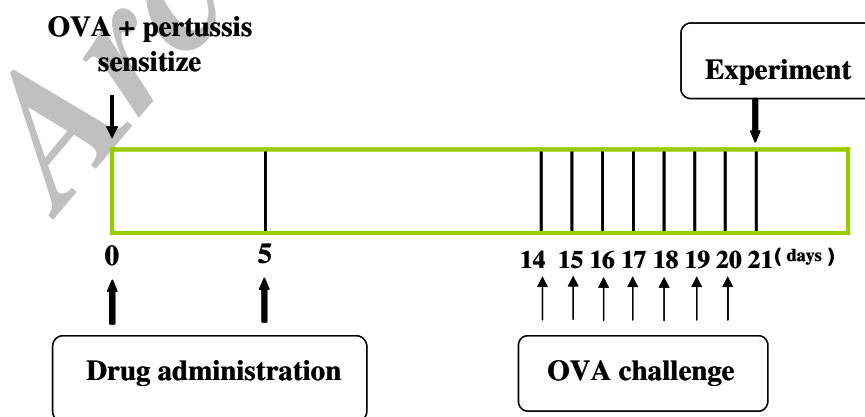 OVA + pertussis
sensitize
Experiment
0 5 14 15 16 17 18 19 20 21 ( days )
Drug administration
OVA challenge
Arc